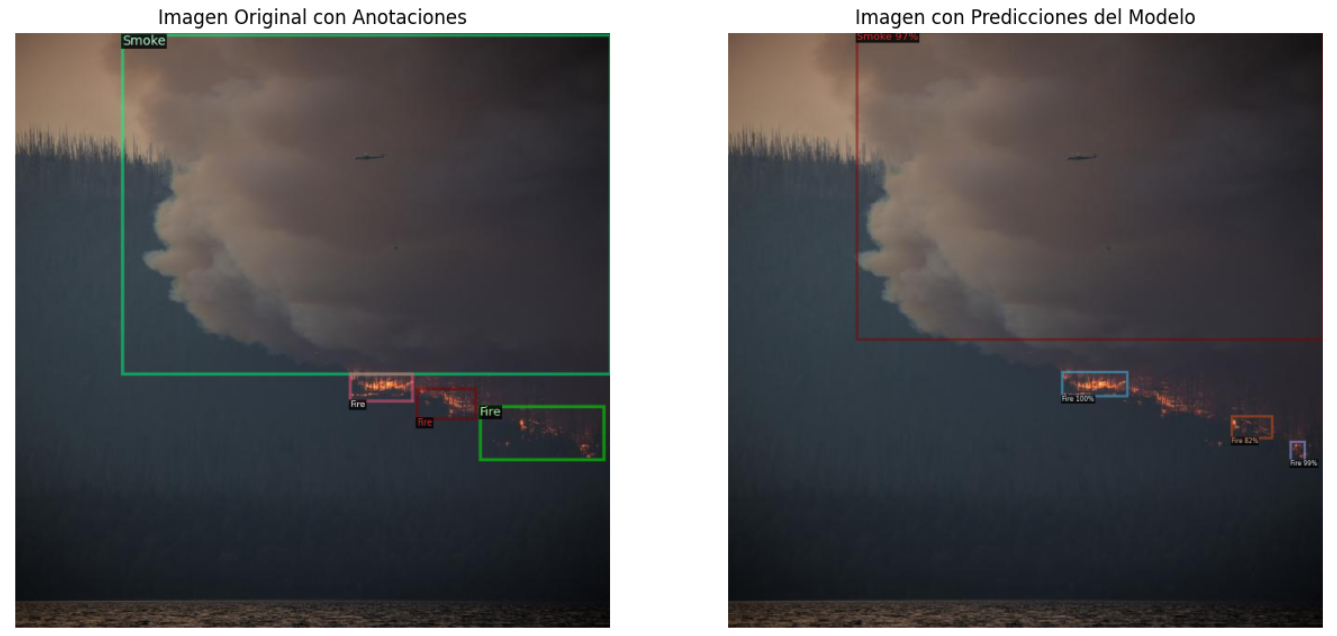 Imagen Original con Anotaciones
Smoke
Fire
Fire
Fire
Imagen con Predicciones del Modelo
Smoke 97%
Fire 100%
Fire 82%
Fire 99%